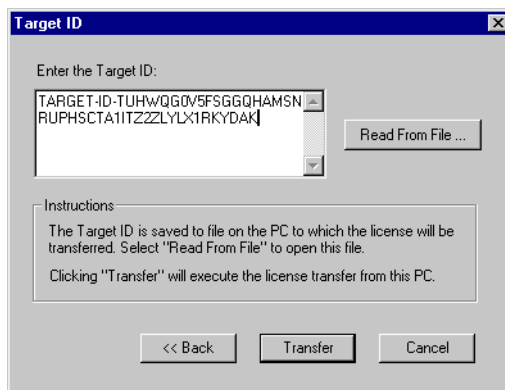 Target ID
Enter the Target ID:
TARGET-ID-TUHWQG0V5FSGGQHAMSN
RUPHSCTA1ITZ2ZLYLX1RKYDAK
Read From File ...
Instructions
The Target ID is saved to file on the PC to which the license will be
transferred. Select "Read From File" to open this file.
Clicking "Transfer" will execute the license transfer from this PC.
<< Back
Transfer
Cancel